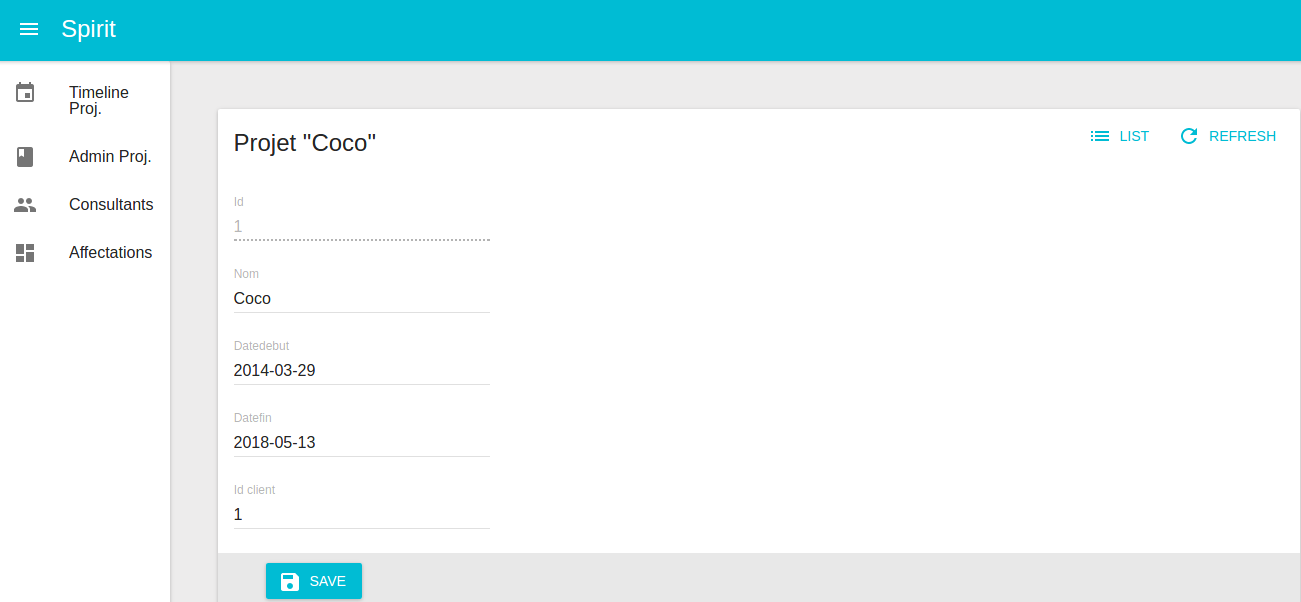 Spirit
Timeline
Proj.
Admin Proj.
Consultants
Affectations
Projet "Coco"
LIST
REFRESH
Id
1
Nom
Coco
Datedebut
2014-03-29
Datefin
2018-05-13
Id client
1
SAVE